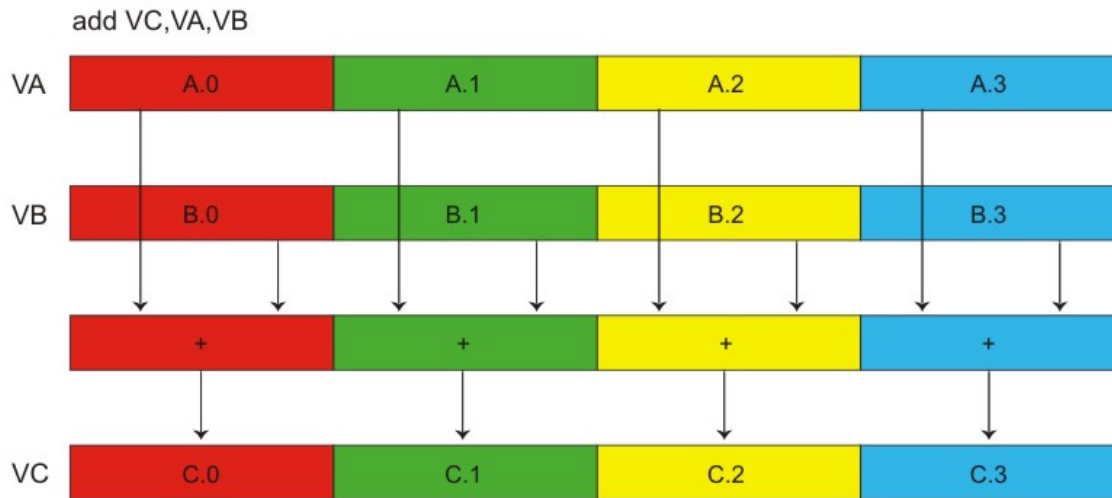 add VC,VA,VB
VA A.0 A.1 A.2 A.3
VB B.0 B.1 B.2 B.3
+ + + +
VC C.0 C.1 C.2 C.3